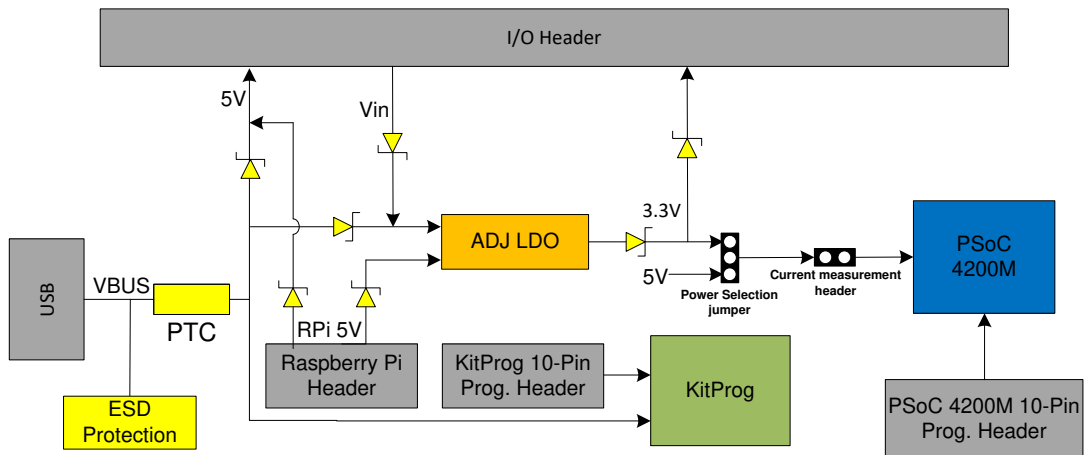 I/O Header
5V
Vin
3.3V
ADJ LDO
PSoC
4200M
USB
VBUS
PTC
5V
Power Selection
jumper
Current measurement
header
RPi 5V
Raspberry Pi
Header
KitProg 10-Pin
Prog. Header
KitProg
ESD
Protection
PSoC 4200M 10-Pin
Prog. Header